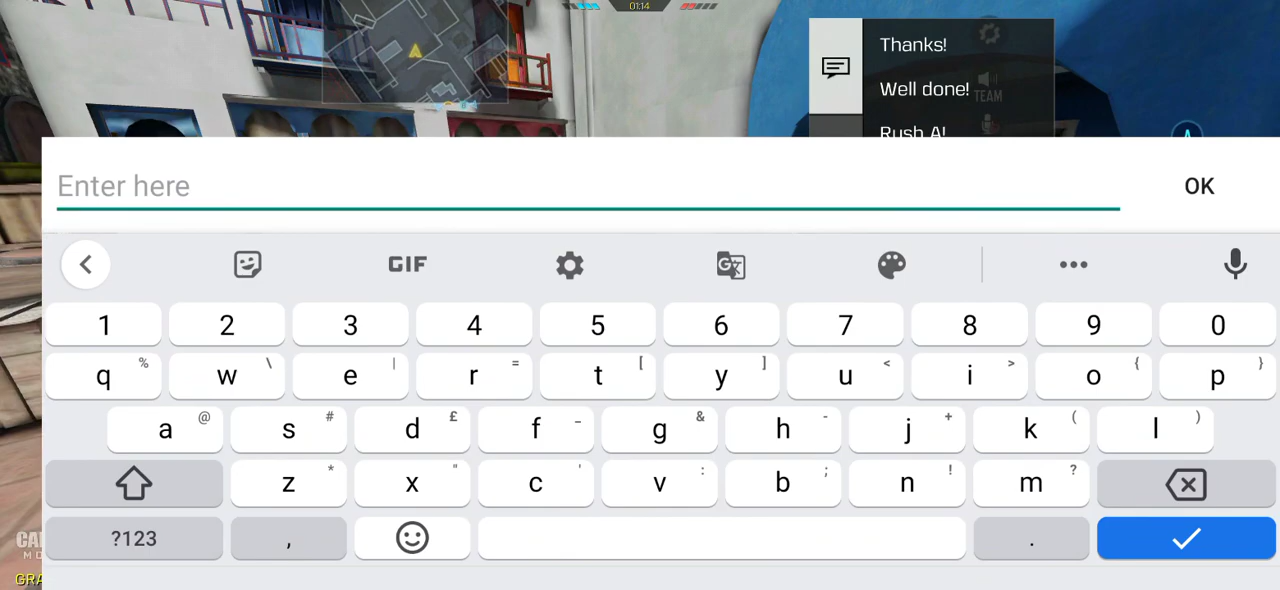 01:14
Thanks!
Well done!
TEAM
Rush A!
A
Enter here
OK
GIF
1 2 3 4 5 6 7 8 9 0
% \ | = [ ] < > { }
q w e r t y u i o p
@ # £ _ & - + ( )
a s d f g h j k l
* " ' : ; ! ?
z x c v b n m
?123 , .